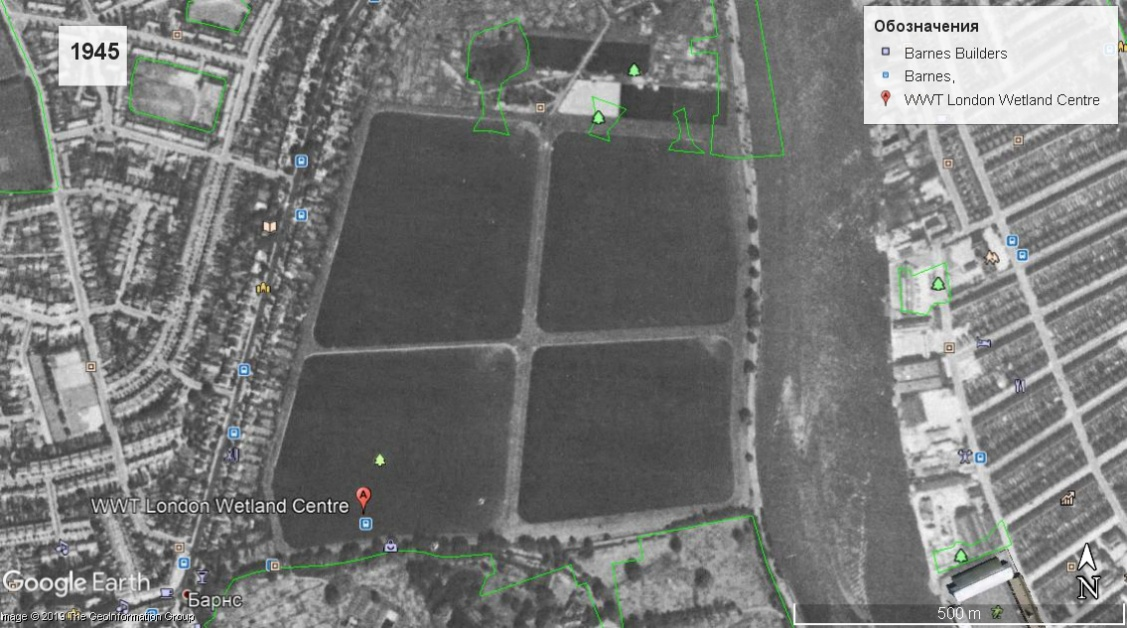 1945
Обозначения
Barnes Builders
Barnes,
WWT London Wetland Centre
A
WWT London Wetland Centre
Google Earth
Барнс
mage © 2019 The GeoInformation Group
500 m
N